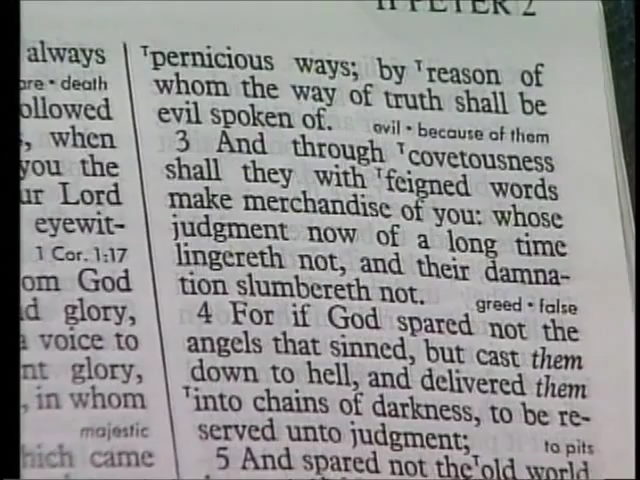 II PETER 2
always
are • death
ollowed
, when
you the
ur Lord
eyewit-
1 Cor. 1:17
om God
d glory,
a voice to
nt glory,
, in whom
majestic
hich came
ᵀpernicious ways; by ᵀreason of
whom the way of truth shall be
evil spoken of. evil • because of them
3 And through ᵀcovetousness
shall they with ᵀfeigned words
make merchandise of you: whose
judgment now of a long time
lingereth not, and their damna-
tion slumbereth not. greed • false
4 For if God spared not the
angels that sinned, but cast them
down to hell, and delivered them
ᵀinto chains of darkness, to be re-
served unto judgment; to pits
5 And spared not the ᵀold world